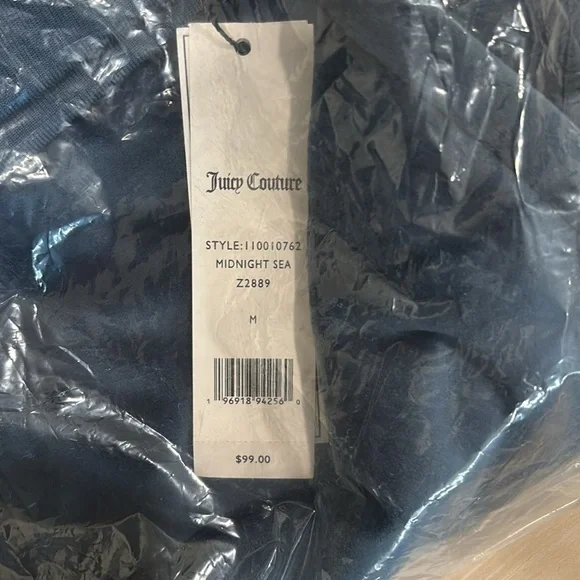 Juicy Couture
STYLE:110010762
MIDNIGHT SEA
Z2889
M
1 96918 94256 0
$99.00